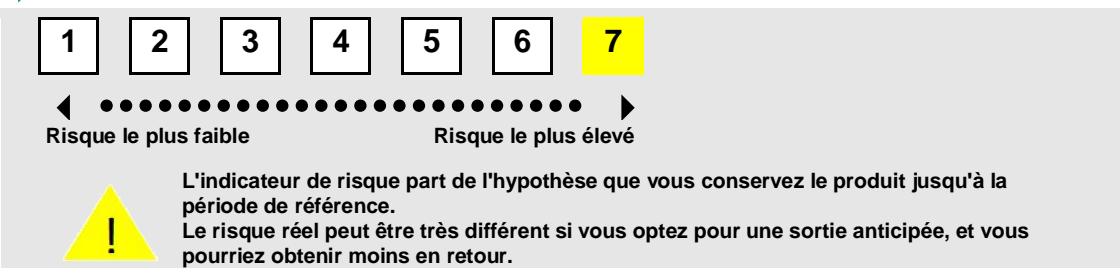 1 2 3 4 5 6 7
Risque le plus faible Risque le plus élevé
L'indicateur de risque part de l'hypothèse que vous conservez le produit jusqu'à la
période de référence.
Le risque réel peut être très différent si vous optez pour une sortie anticipée, et vous
pourriez obtenir moins en retour.
!